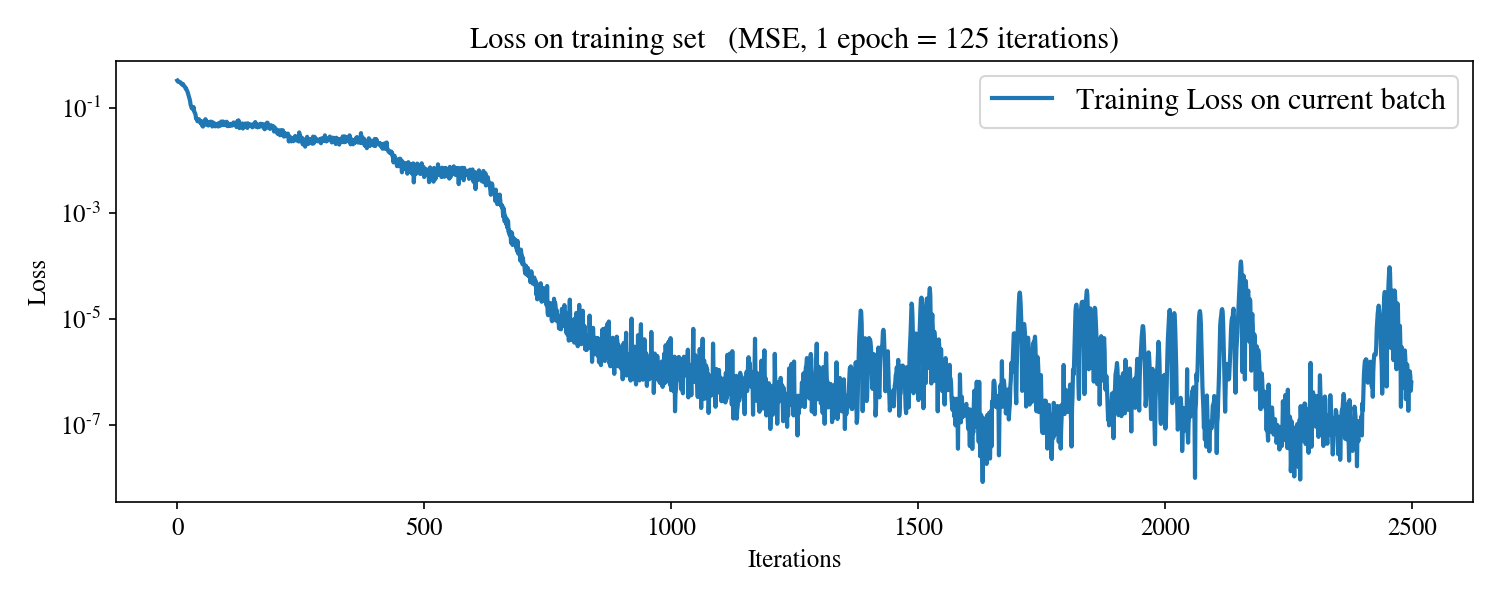 Loss on training set (MSE, 1 epoch = 125 iterations)
Training Loss on current batch
Loss
10⁻¹
10⁻³
10⁻⁵
10⁻⁷
0 500 1000 1500 2000 2500
Iterations